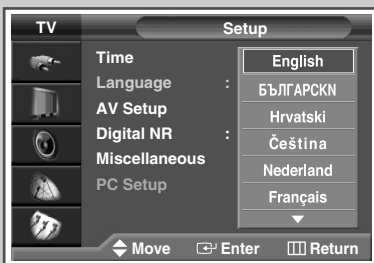 TV
Setup
Time
Language :
AV Setup
Digital NR :
Miscellaneous
PC Setup
English
БЪЛГАРСКN
Hrvatski
Čeština
Nederland
Français
Move Enter Return